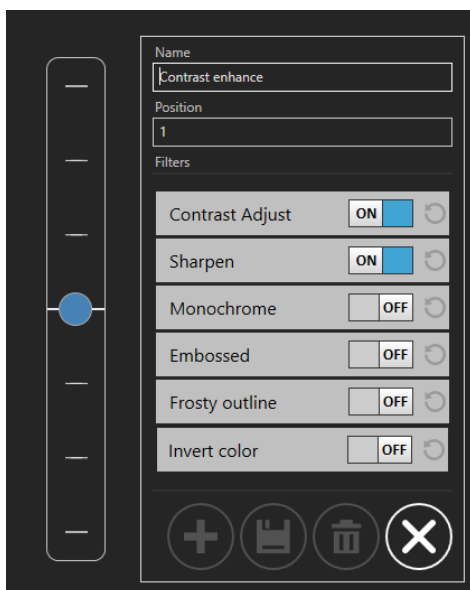 Name
Contrast enhance
Position
1
Filters
Contrast Adjust ON
Sharpen ON
Monochrome OFF
Embossed OFF
Frosty outline OFF
Invert color OFF